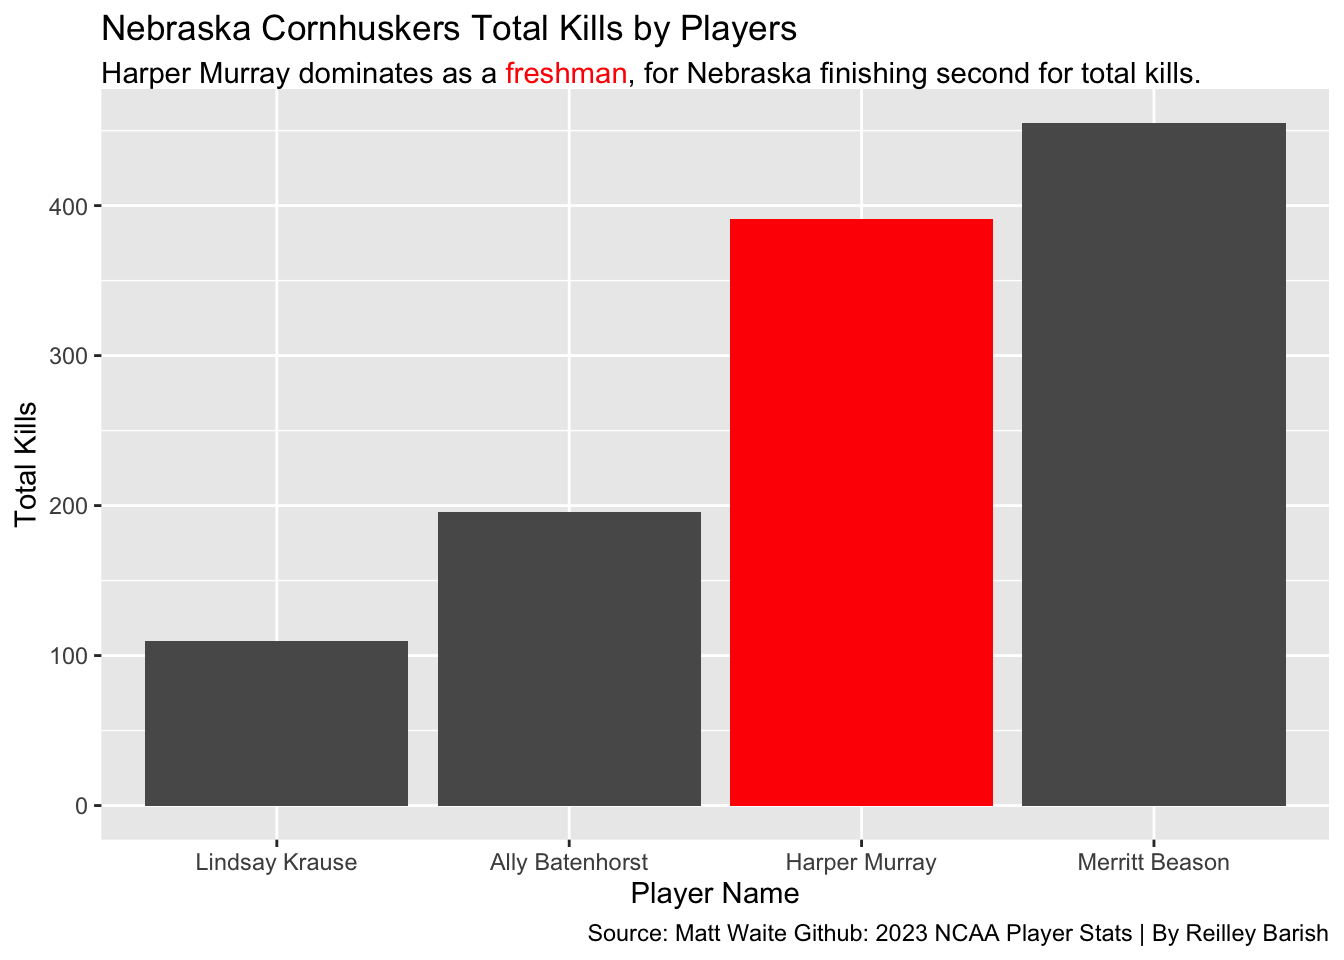 Nebraska Cornhuskers Total Kills by Players
Harper Murray dominates as a freshman, for Nebraska finishing second for total kills.
Total Kills
400
300
200
100
0
Lindsay Krause Ally Batenhorst Harper Murray Merritt Beason
Player Name
Source: Matt Waite Github: 2023 NCAA Player Stats | By Reilley Barish